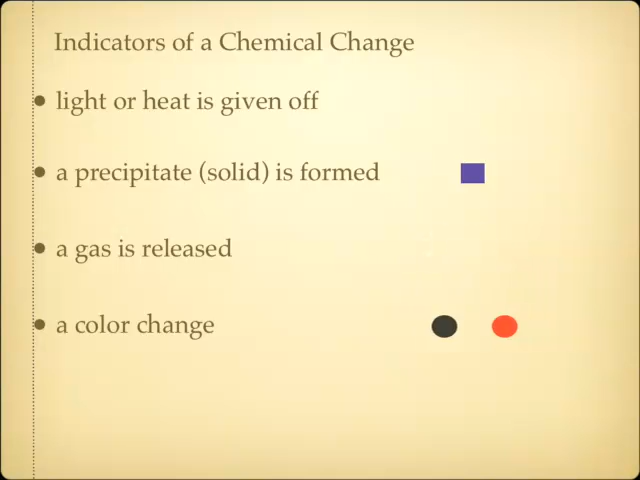 Indicators of a Chemical Change
light or heat is given off
a precipitate (solid) is formed
a gas is released
a color change